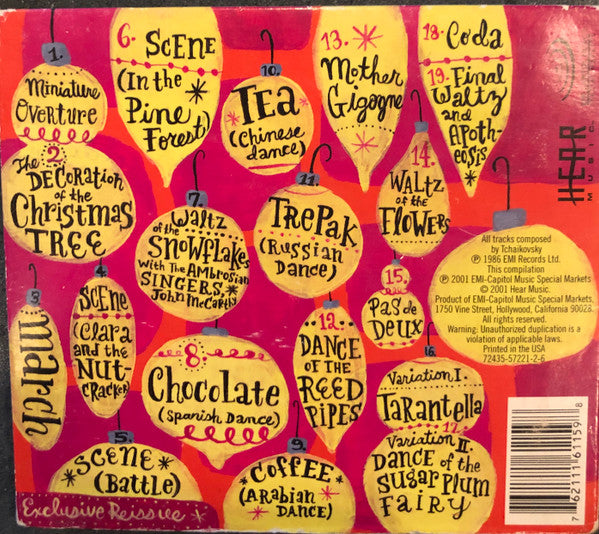 1.
Miniature
Overture
2.
The
Decoration
of the
Christmas
Tree
3
march
4
Scene
(Clara
and the
Nut-
cracker)
5.
Scene
(Battle)
6. Scene
(In the
Pine
Forest)
7.
Waltz
of the
Snowflakes
with The Ambrosian
Singers,
John McCarthy
8.
Chocolate
(Spanish Dance)
9.
Coffee
(Arabian
Dance)
10.
Tea
(Chinese
dance)
11.
Trepak
(Russian
Dance)
12.
Dance
of the
Reed
Pipes
13.
Mother
Gigogne
14.
Waltz
of the
Flowers
15.
Pas de
Deux
16.
Variation I.
Tarantella
17.
Variation II.
Dance of the
Sugar Plum
Fairy
18. Coda
19. Final
Waltz
and
Apoth-
eosis
HEAR
MUSIC
All tracks composed
by Tchaikovsky
℗ 1986 EMI Records Ltd.
This compilation
℗ 2001 EMI-Capitol Music Special Markets
© 2001 Hear Music.
Product of EMI-Capitol Music Special Markets,
1750 Vine Street, Hollywood, California 90028.
All rights reserved.
Warning: Unauthorized duplication is a
violation of applicable laws.
Printed in the USA
72435-57221-2-6
7 62111 61159 8
Exclusive Reissue